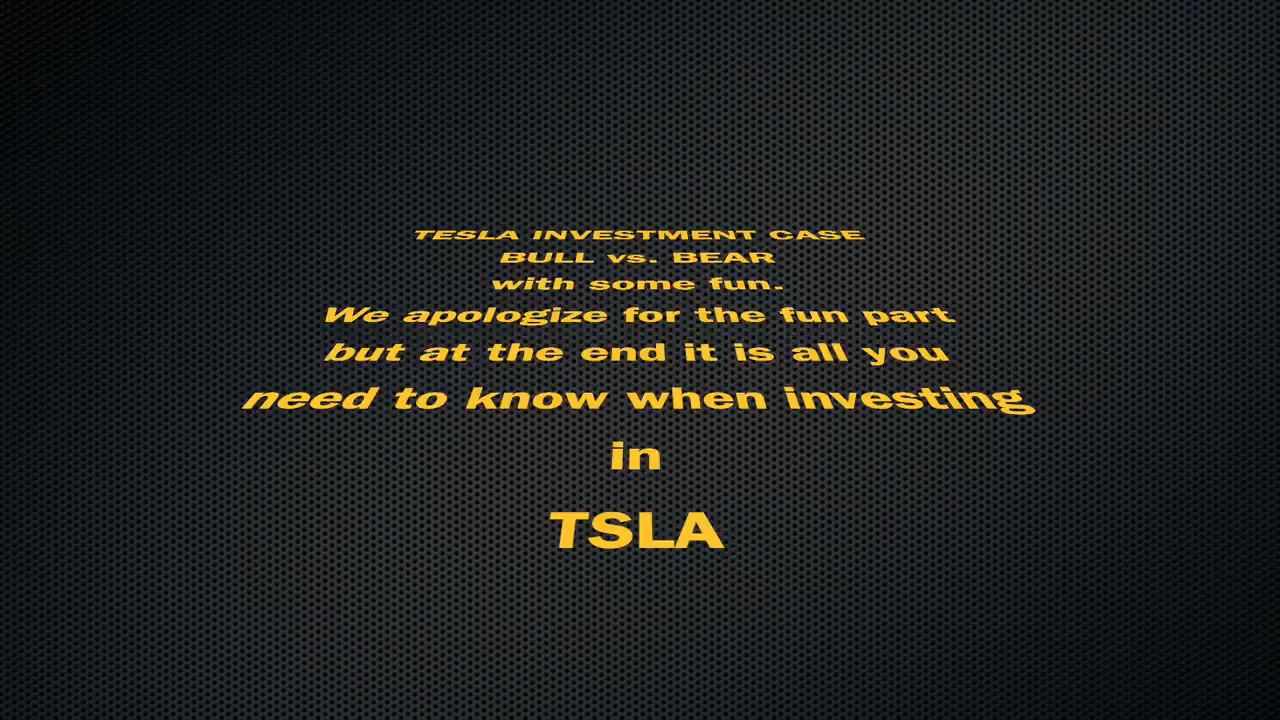 TESLA INVESTMENT CASE
BULL vs. BEAR
with some fun.
We apologize for the fun part
but at the end it is all you
need to know when investing
in
TSLA